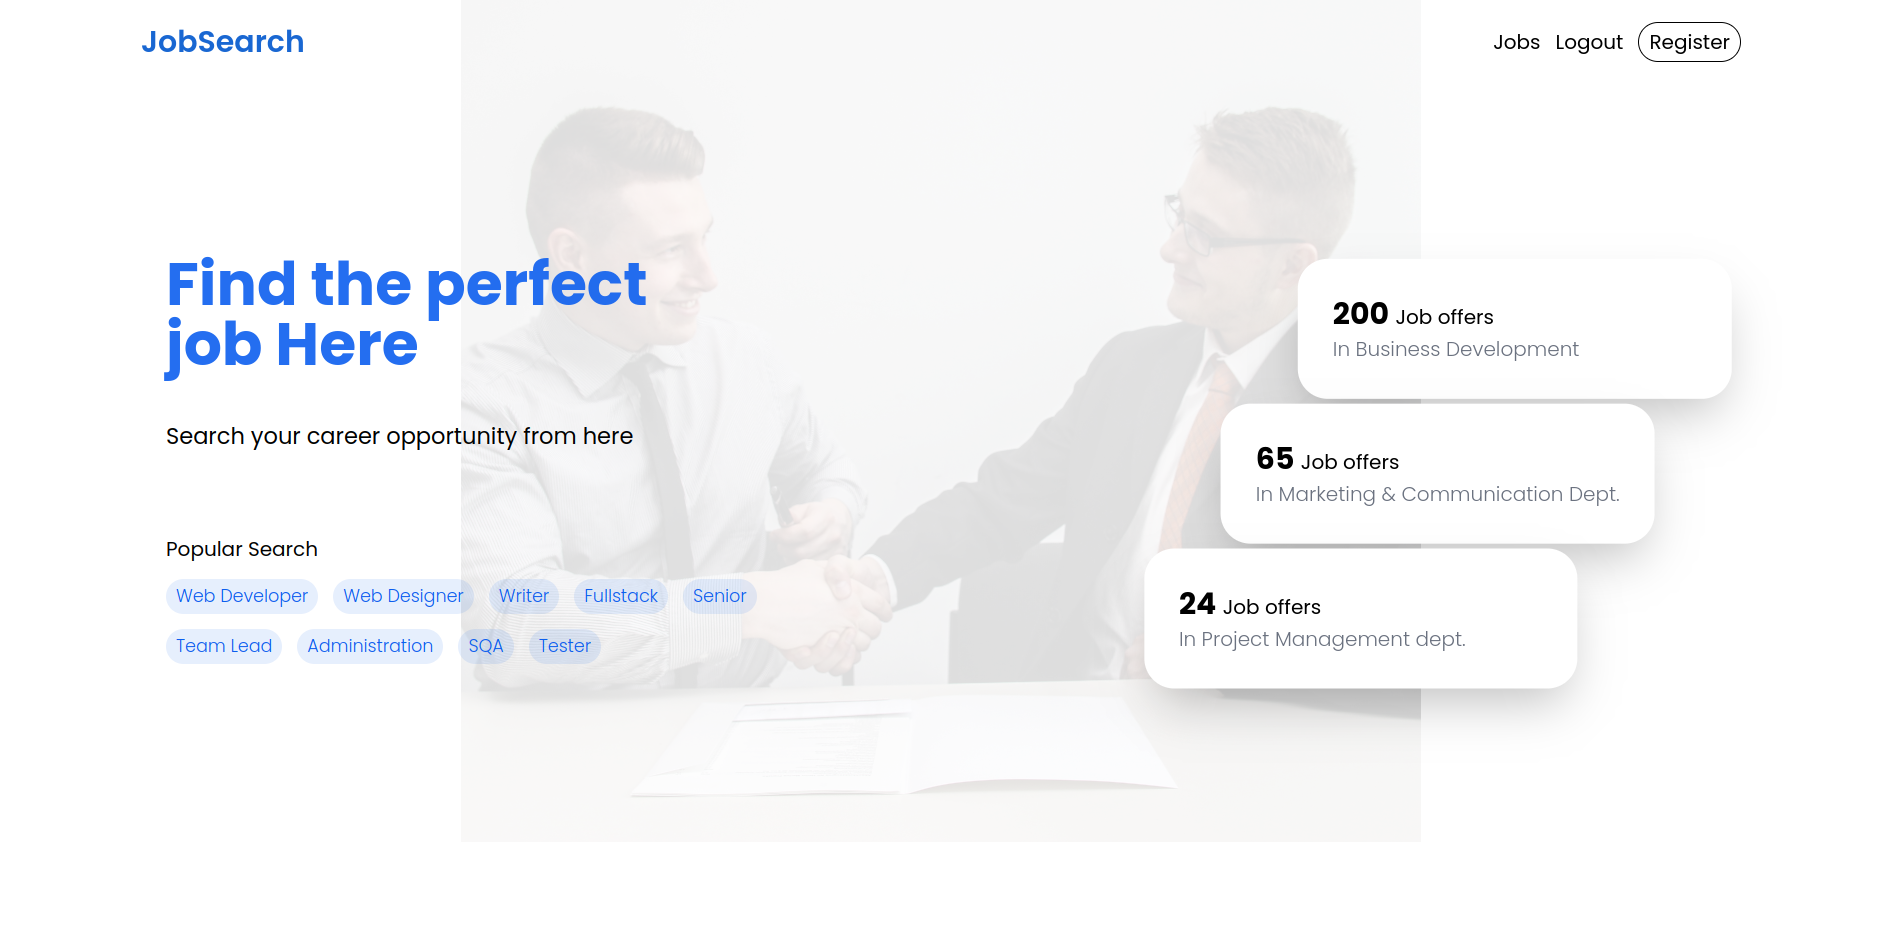 JobSearch
Jobs Logout Register
Find the perfect
job Here
Search your career opportunity from here
Popular Search
Web Developer Web Designer Writer Fullstack Senior
Team Lead Administration SQA Tester
200 Job offers
In Business Development
65 Job offers
In Marketing & Communication Dept.
24 Job offers
In Project Management dept.